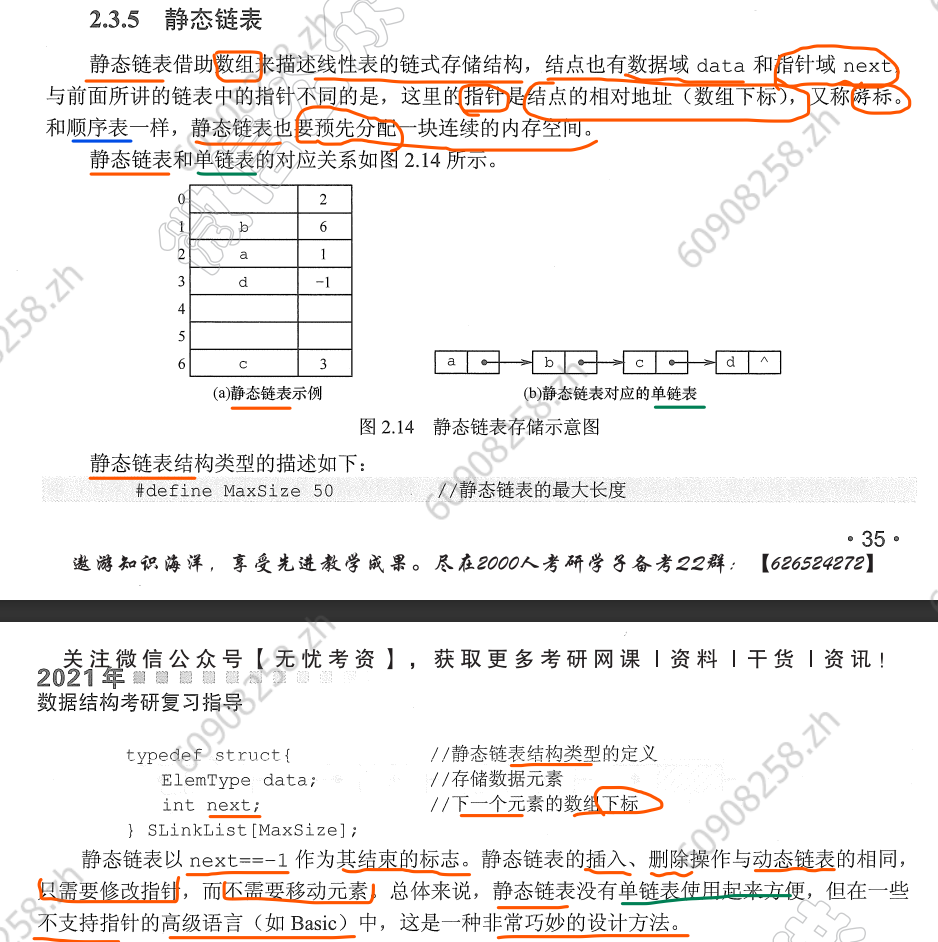 2.3.5 静态链表
静态链表借助数组来描述线性表的链式存储结构，结点也有数据域 data 和指针域 next，
与前面所讲的链表中的指针不同的是，这里的指针是结点的相对地址（数组下标），又称游标。
和顺序表一样，静态链表也要预先分配一块连续的内存空间。
静态链表和单链表的对应关系如图 2.14 所示。
0 2
1 b 6
2 a 1
3 d −1
4
5
6 c 3
a b c d ^
(a)静态链表示例 (b)静态链表对应的单链表
图 2.14 静态链表存储示意图
静态链表结构类型的描述如下：
#define MaxSize 50 //静态链表的最大长度
• 35 •
遨游知识海洋，享受先进教学成果。尽在2000人考研学子备考22群：【626524272】
关注微信公众号【无忧考资】，获取更多考研网课丨资料丨干货丨资讯！
2021年
数据结构考研复习指导
typedef struct{ //静态链表结构类型的定义
ElemType data; //存储数据元素
int next; //下一个元素的数组下标
} SLinkList[MaxSize];
静态链表以 next==−1 作为其结束的标志。静态链表的插入、删除操作与动态链表的相同，
只需要修改指针，而不需要移动元素。总体来说，静态链表没有单链表使用起来方便，但在一些
不支持指针的高级语言（如 Basic）中，这是一种非常巧妙的设计方法。
60908258.zh
60908258.zh
258.zh
60908258.zh
60908258.zh
60908258.zh
258.zh